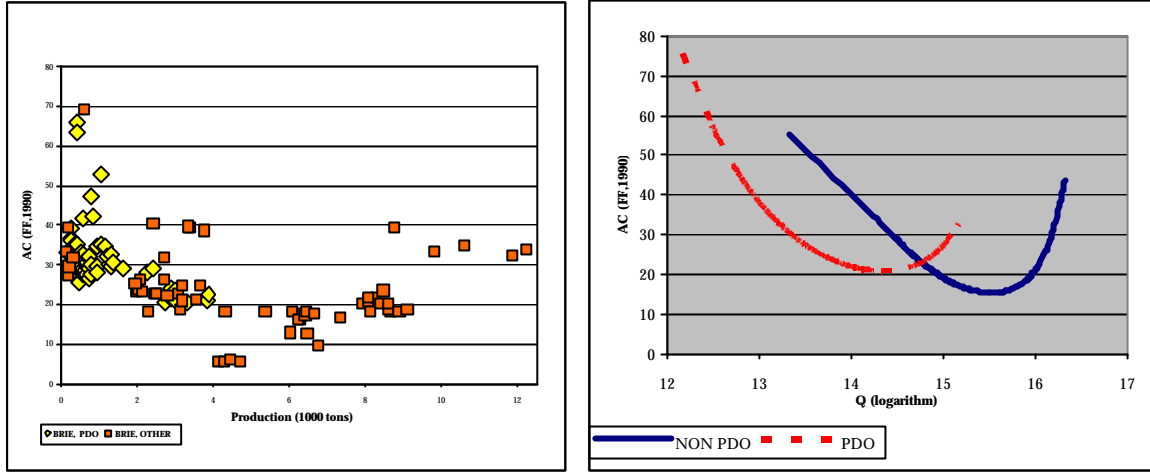 80
70
60
50
40
30
20
10
0
AC (FF,1990)
0 2 4 6 8 10 12
Production (1000 tons)
BRIE, PDO BRIE, OTHER
80
70
60
50
40
30
20
10
0
AC (FF,1990)
12 13 14 15 16 17
Q (logarithm)
NON PDO PDO